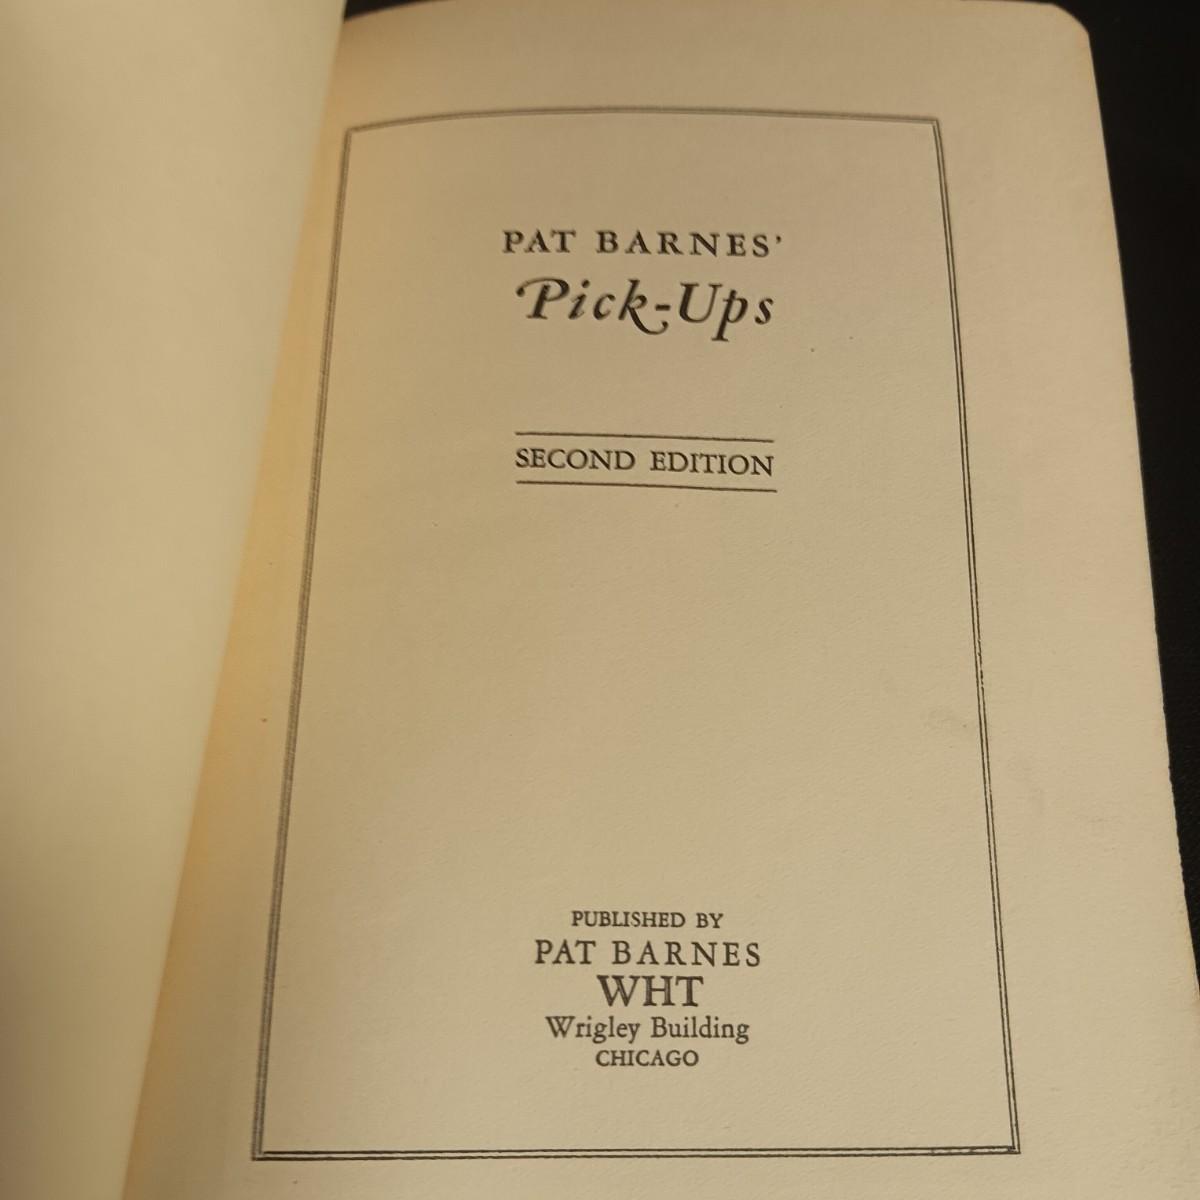 PAT BARNES'
Pick-Ups
SECOND EDITION
PUBLISHED BY
PAT BARNES
WHT
Wrigley Building
CHICAGO